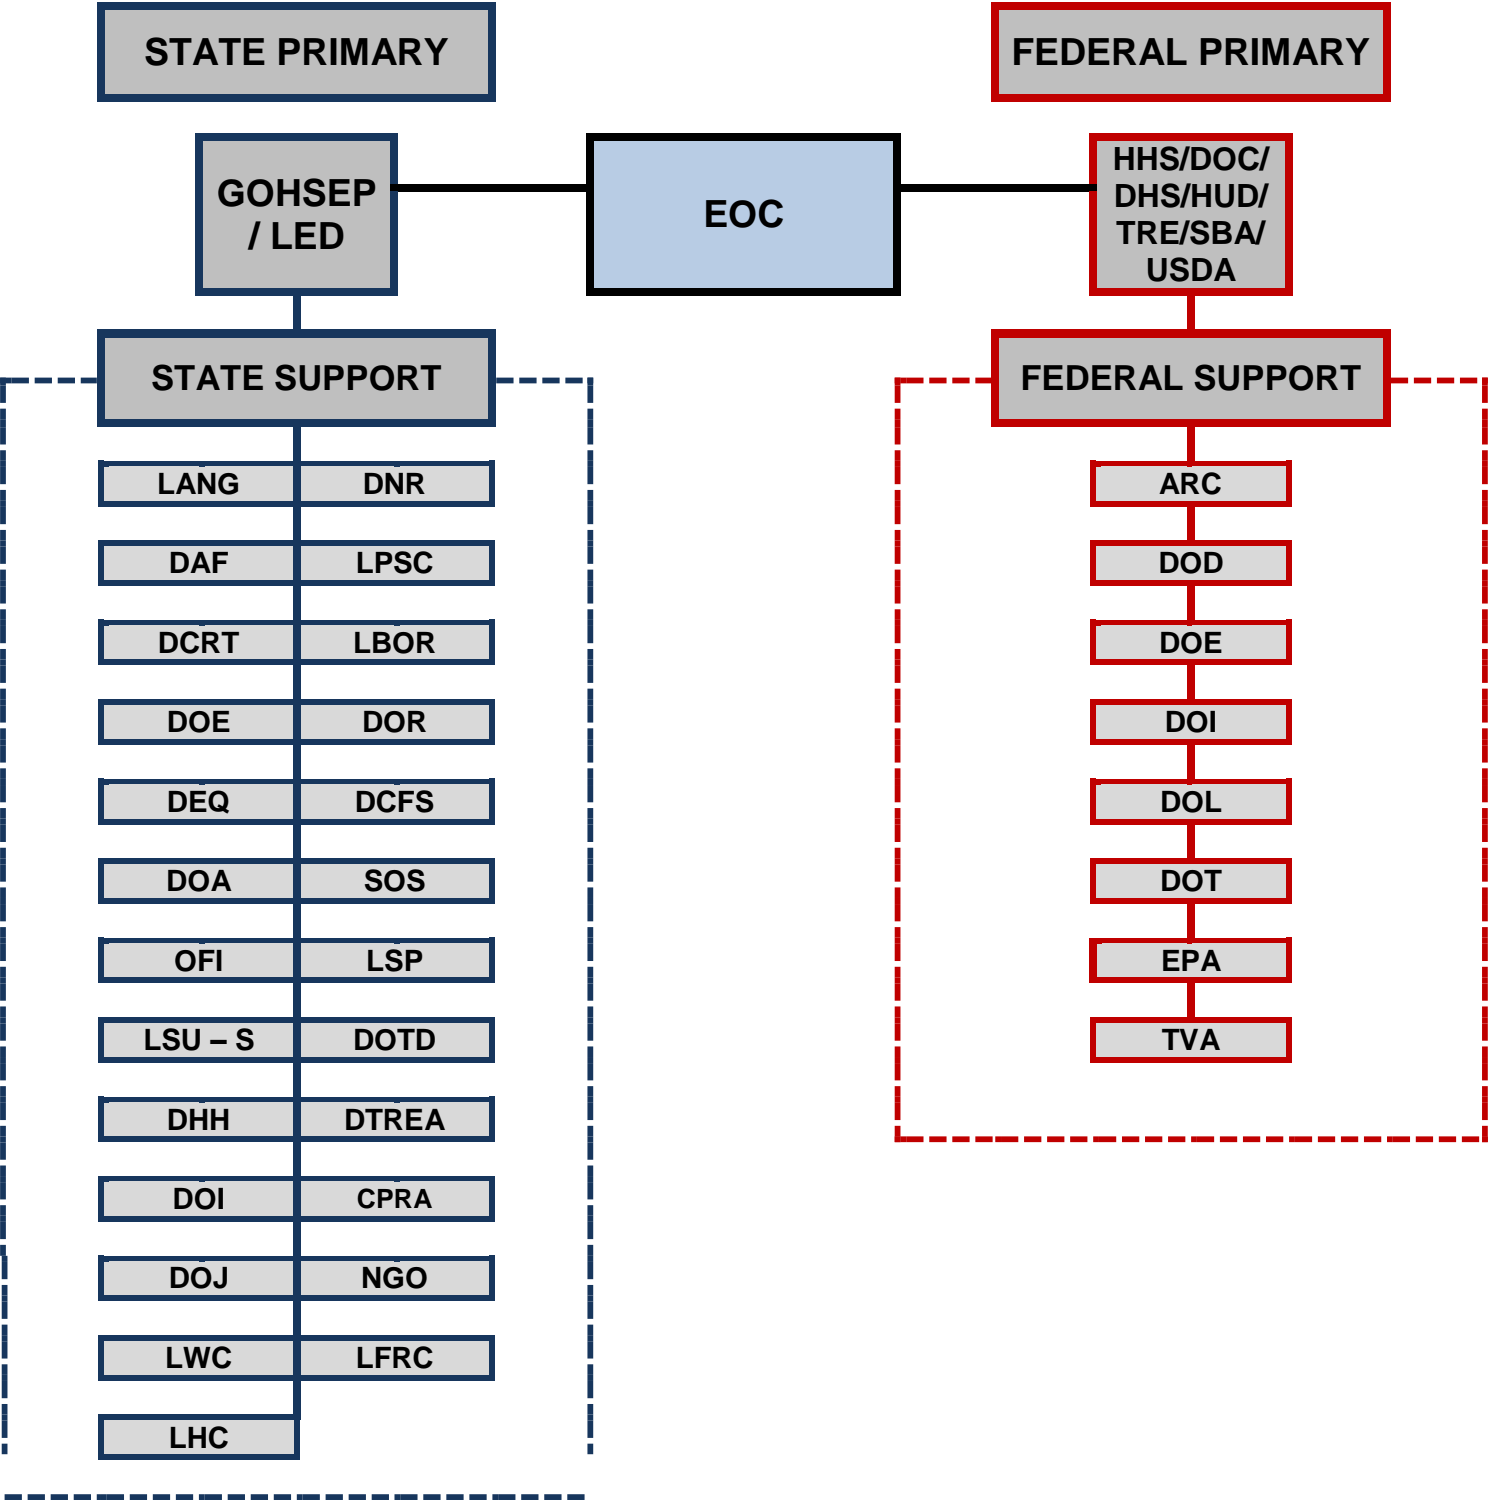 STATE PRIMARY
FEDERAL PRIMARY
GOHSEP
/ LED
EOC
HHS/DOC/
DHS/HUD/
TRE/SBA/
USDA
STATE SUPPORT
FEDERAL SUPPORT
LANG
DNR
ARC
DAF
LPSC
DOD
DCRT
LBOR
DOE
DOE
DOR
DOI
DEQ
DCFS
DOL
DOA
SOS
DOT
OFI
LSP
EPA
LSU – S
DOTD
TVA
DHH
DTREA
DOI
CPRA
DOJ
NGO
LWC
LFRC
LHC